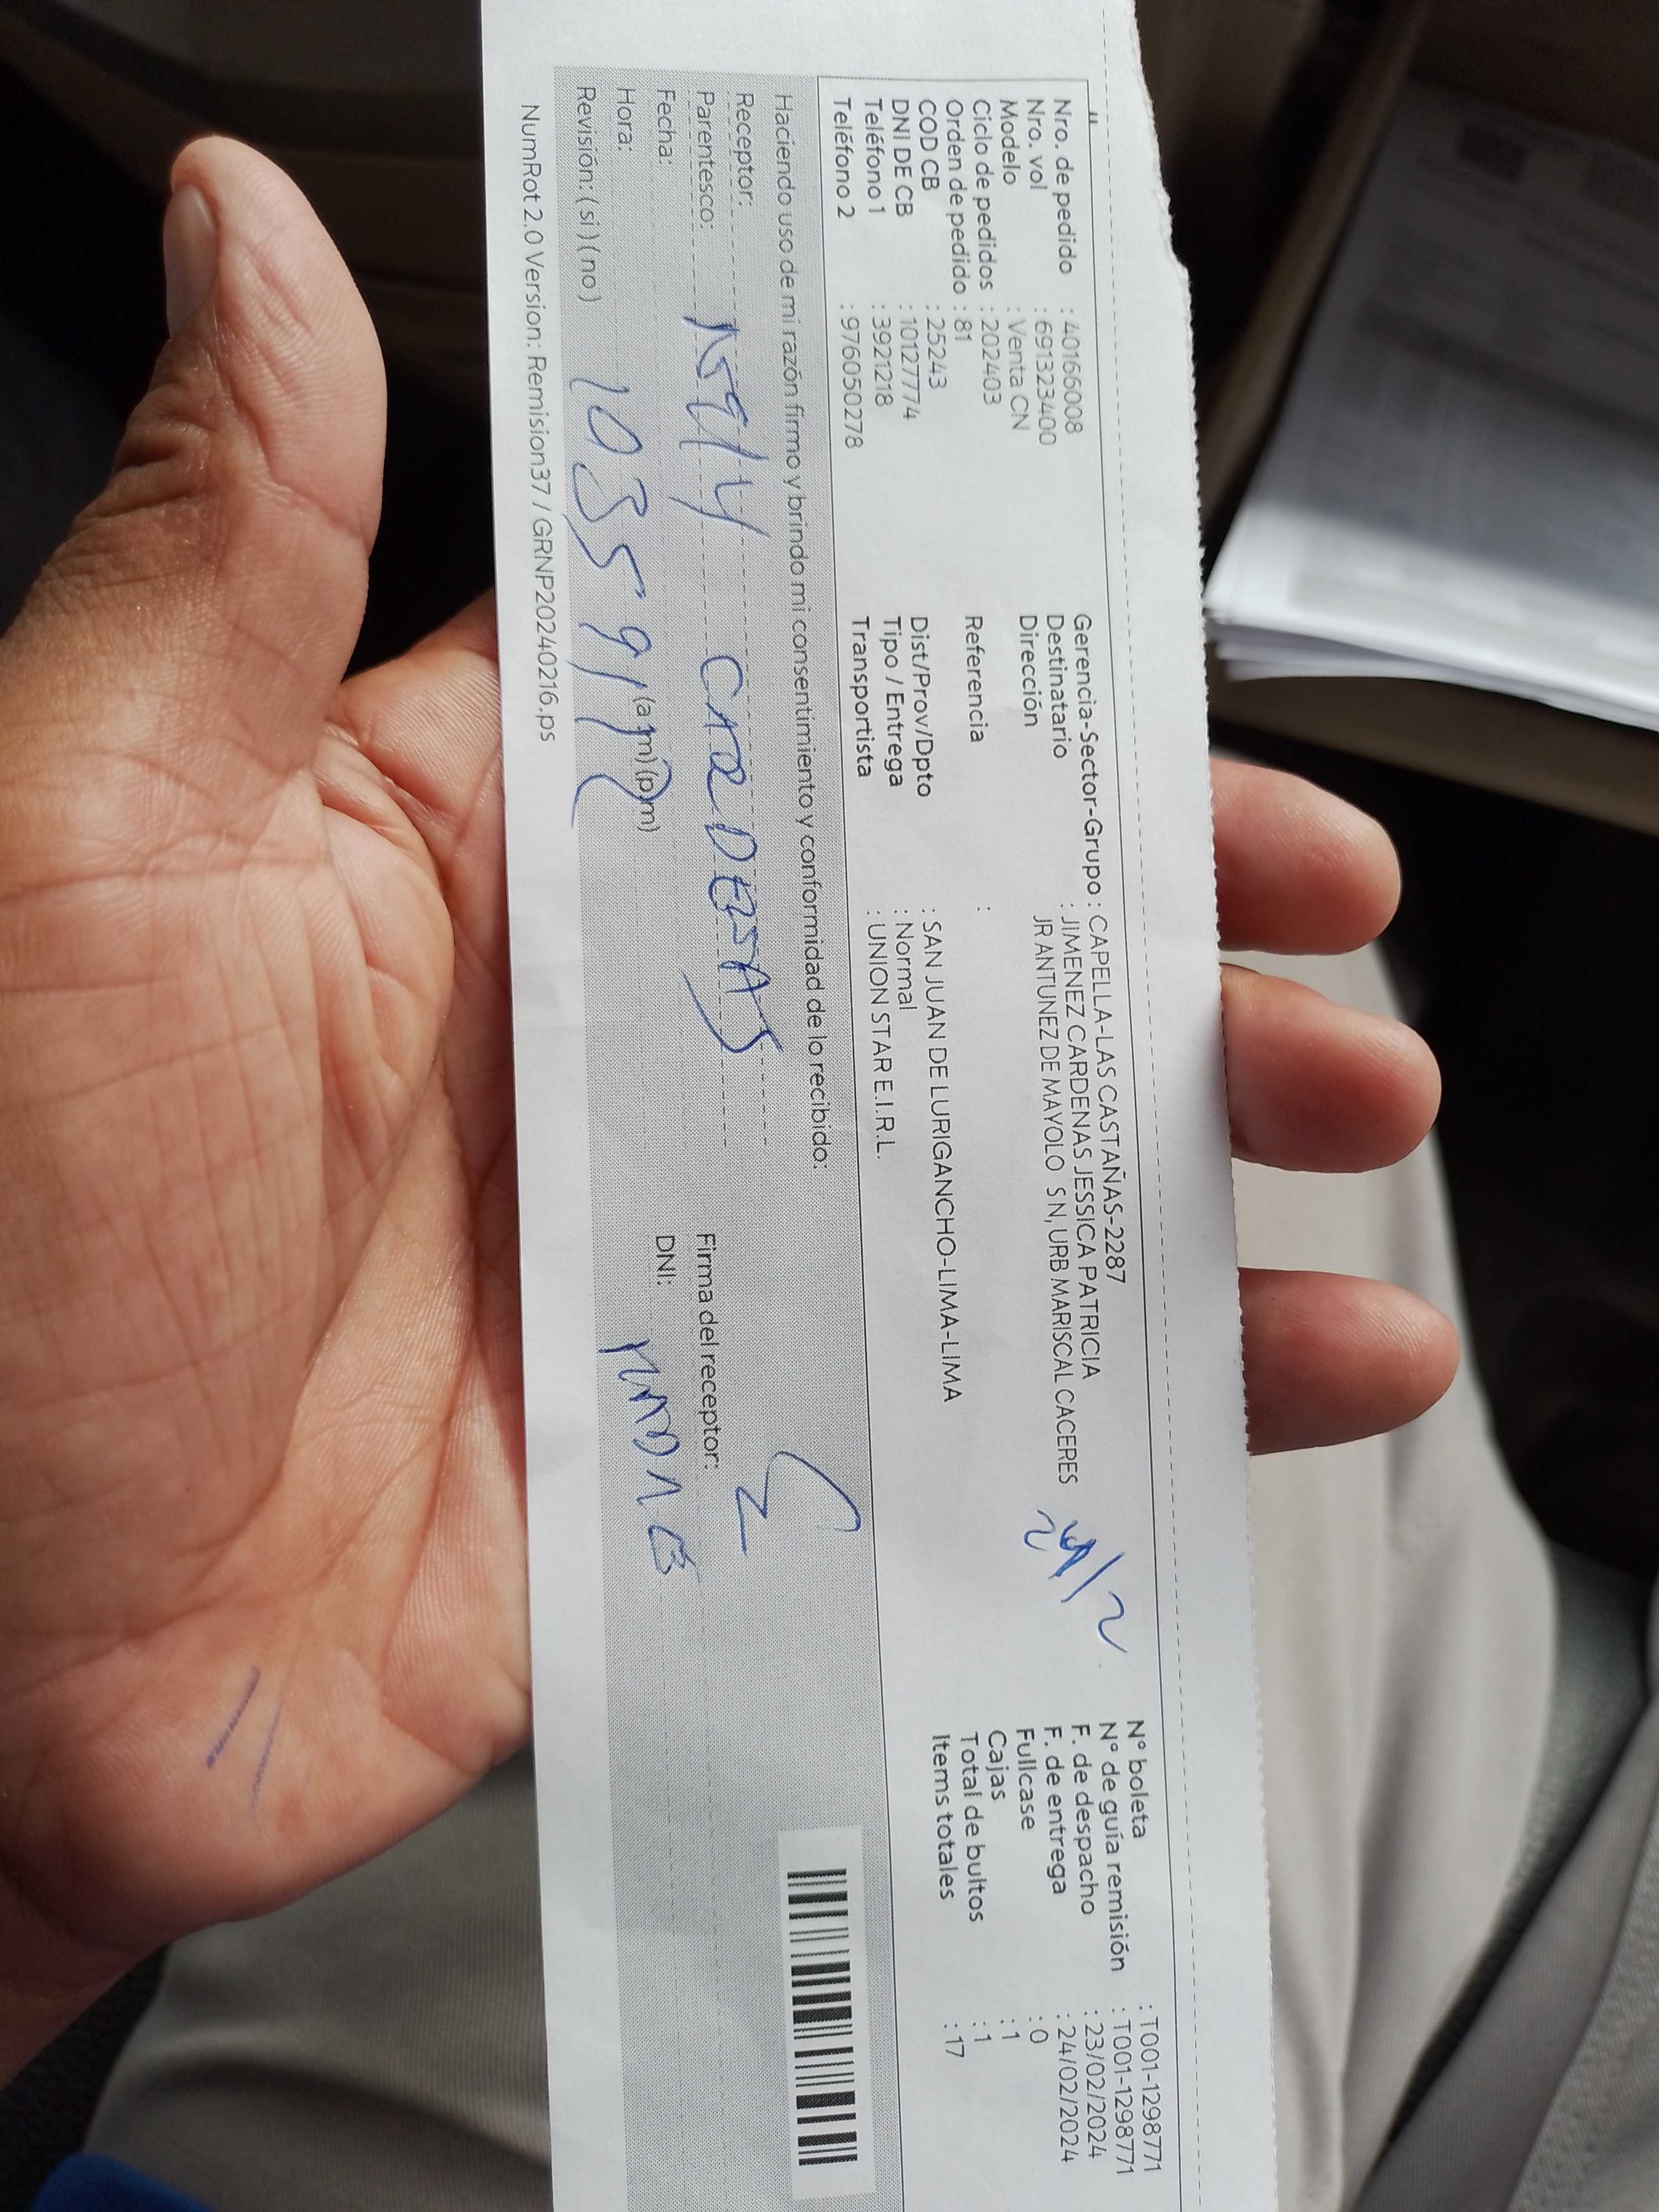 Nro. de pedido : 40166008
Nro. vol : 691323400
Modelo : Venta CN
Ciclo de pedidos : 202403
Orden de pedido : 81
COD CB : 25243
DNI DE CB : 10127774
Teléfono 1 : 3921218
Teléfono 2 : 976050278
Gerencia-Sector-Grupo : CAPELLA-LAS CASTAÑAS-2287
Destinatario : JIMENEZ CARDENAS JESSICA PATRICIA
Dirección JR ANTUNEZ DE MAYOLO S N, URB MARISCAL CACERES
Referencia :
Dist/Prov/Dpto : SAN JUAN DE LURIGANCHO-LIMA-LIMA
Tipo / Entrega : Normal
Transportista : UNION STAR E.I.R.L.
24/2
N° boleta : T001-1298771
N° de guía remisión : T001-1298771
F. de despacho : 23/02/2024
F. de entrega : 24/02/2024
Fullcase : 0
Cajas : 1
Total de bultos : 1
Items totales : 17
Haciendo uso de mi razón firmo y brindo mi consentimiento y conformidad de lo recibido:
Receptor:
Parentesco:
Fecha:
Hora: (a m) (p m)
Revisión: ( si ) ( no )
Firma del receptor:
DNI:
NumRot 2.0 Version: Remision37 / GRNP20240216.ps